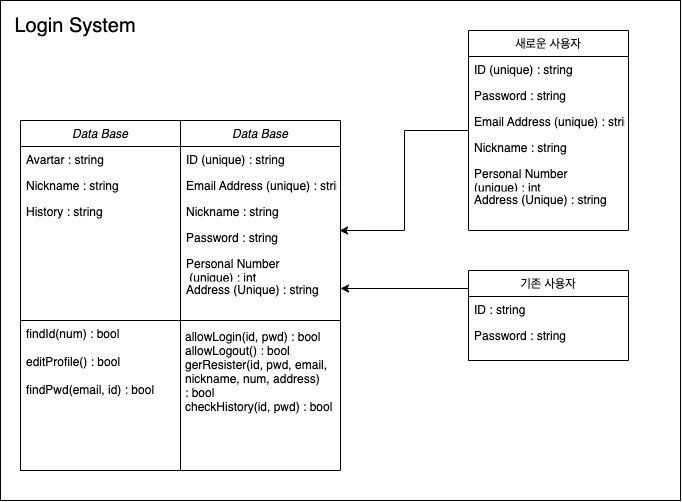 Login System
새로운 사용자
ID (unique) : string
Password : string
Email Address (unique) : stri
Nickname : string
Personal Number
(unique) : int
Address (Unique) : string
Data Base
Avartar : string
Nickname : string
History : string
findId(num) : bool
editProfile() : bool
findPwd(email, id) : bool
Data Base
ID (unique) : string
Email Address (unique) : stri
Nickname : string
Password : string
Personal Number
(unique) : int
Address (Unique) : string
allowLogin(id, pwd) : bool
allowLogout() : bool
gerResister(id, pwd, email,
nickname, num, address)
: bool
checkHistory(id, pwd) : bool
기존 사용자
ID : string
Password : string